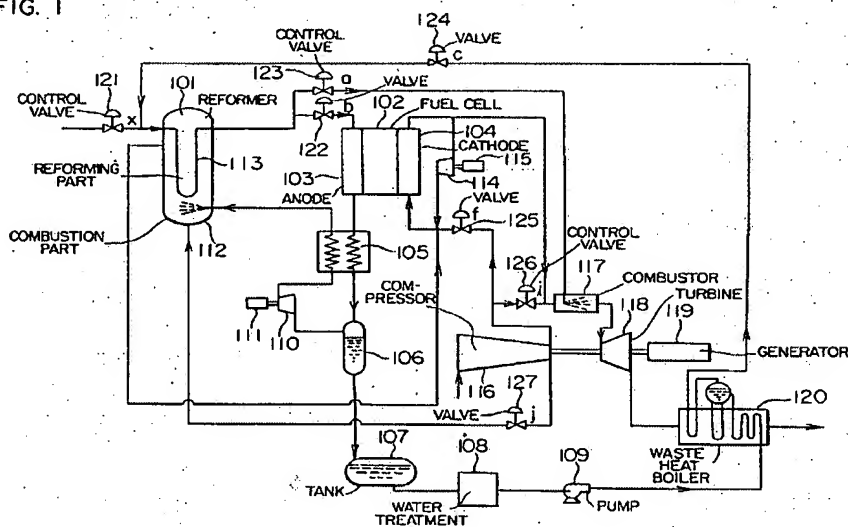 FIG. 1
124
VALVE
c
CONTROL
VALVE
123
a
VALVE
b
122
121
CONTROL
VALVE
x
101
REFORMER
102
FUEL CELL
104
CATHODE
115
114
REFORMING
PART
113
103
ANODE
VALVE
f
125
COMBUSTION
PART
112
105
126
CONTROL
VALVE
i
117
COMBUSTOR
118
TURBINE
119
COM-
PRESSOR
111
110
106
GENERATOR
116
127
VALVE
j
120
WASTE HEAT
BOILER
107
TANK
108
WATER
TREATMENT
109
PUMP